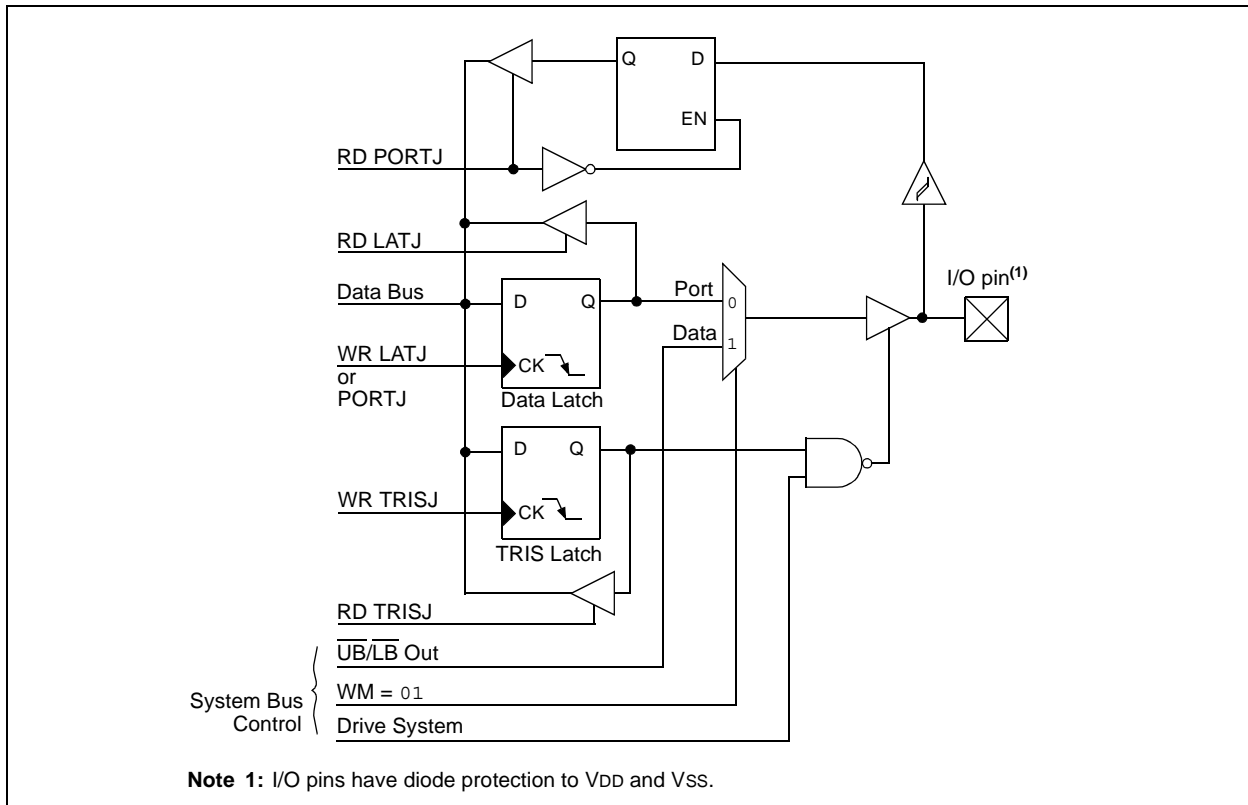 Q D
EN
RD PORTJ
RD LATJ
I/O pin(1)
Data Bus
D Q
Port
0
Data
1
WR LATJ
or
PORTJ
CK
Data Latch
D Q
WR TRISJ
CK
TRIS Latch
RD TRISJ
U̅B̅/L̅B̅ Out
WM = 01
System Bus
Control
Drive System
Note 1: I/O pins have diode protection to VDD and VSS.